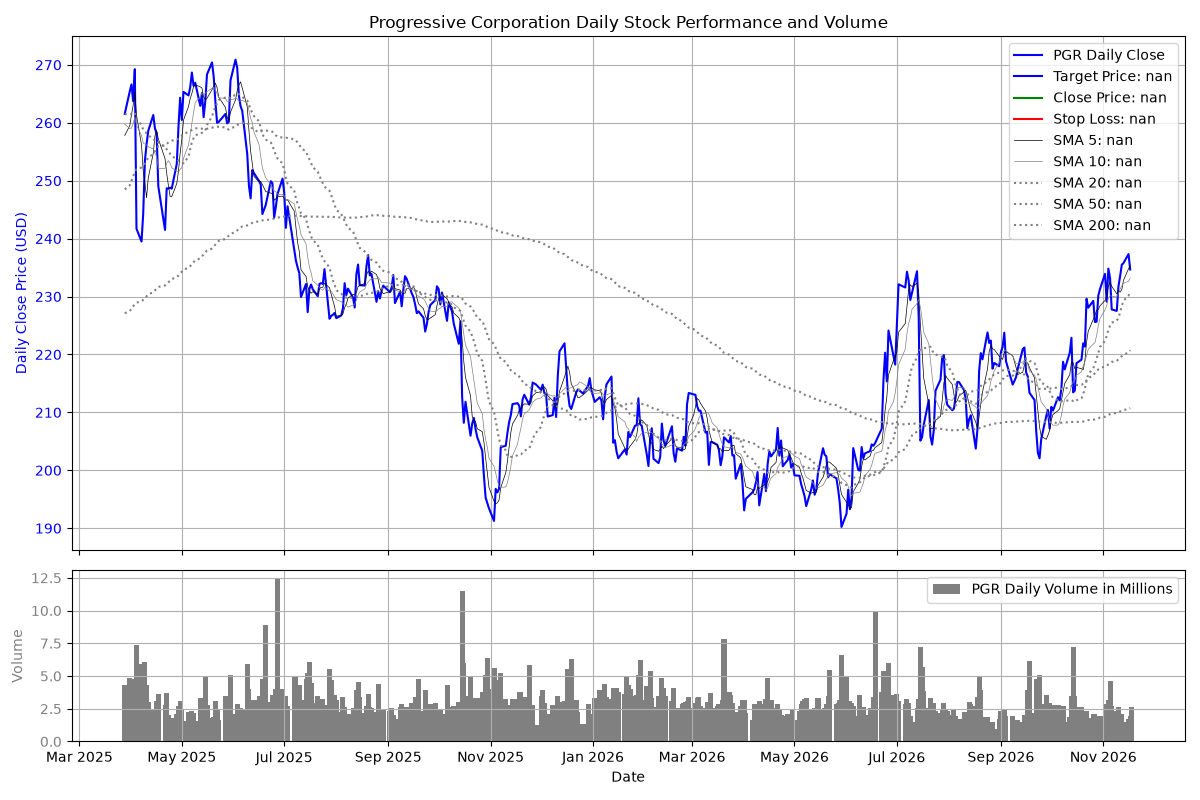 Progressive Corporation Daily Stock Performance and Volume
Daily Close Price (USD)
270
260
250
240
230
220
210
200
190
PGR Daily Close
Target Price: nan
Close Price: nan
Stop Loss: nan
SMA 5: nan
SMA 10: nan
SMA 20: nan
SMA 50: nan
SMA 200: nan
Volume
12.5
10.0
7.5
5.0
2.5
0.0
PGR Daily Volume in Millions
Mar 2025 May 2025 Jul 2025 Sep 2025 Nov 2025 Jan 2026 Mar 2026 May 2026 Jul 2026 Sep 2026 Nov 2026
Date